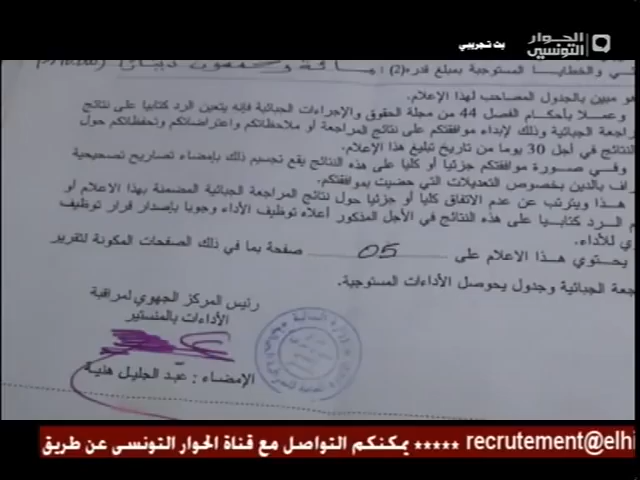 الحوار
التونسي
بث تجريبي
والخطايا المستوجبة بمبلغ قدره(2) :
مبين بالجدول المصاحب لهذا الإعلام.
وعملا بأحكام الفصل 44 من مجلة الحقوق والإجراءات الجبائية فإنه يتعين الرد كتابيا على نتائج
الجبائية وذلك لإبداء موافقتكم على نتائج المراجعة أو ملاحظاتكم واعتراضاتكم وتحفظاتكم حول
النتائج في أجل 30 يوما من تاريخ تبليغ هذا الإعلام.
وفي صورة موافقتكم جزئيا أو كليا على هذه النتائج يقع تجسيم ذلك بإمضاء تصاريح تصحيحية
بالدين بخصوص التعديلات التي حضيت بموافقتكم.
هذا ويترتب عن عدم الاتفاق كليا أو جزئيا حول نتائج المراجعة الجبائية المضمنة بهذا الاعلام أو
الرد كتابيا على هذه النتائج في الأجل المذكور أعلاه توظيف الأداء وجوبا بإصدار قرار توظيف
للأداء.
يحتوي هذا الاعلام على 05 صفحة بما في ذلك الصفحات المكونة لتقرير
الجبائية وجدول يحوصل الأداءات المستوجبة.
رئيس المركز الجهوي لمراقبة
الأداءات بالمنستير
الإمضاء : عبد الجليل هنية
يمكنكم التواصل مع قناة الحوار التونسي عن طريق ***** recrutement@elhi